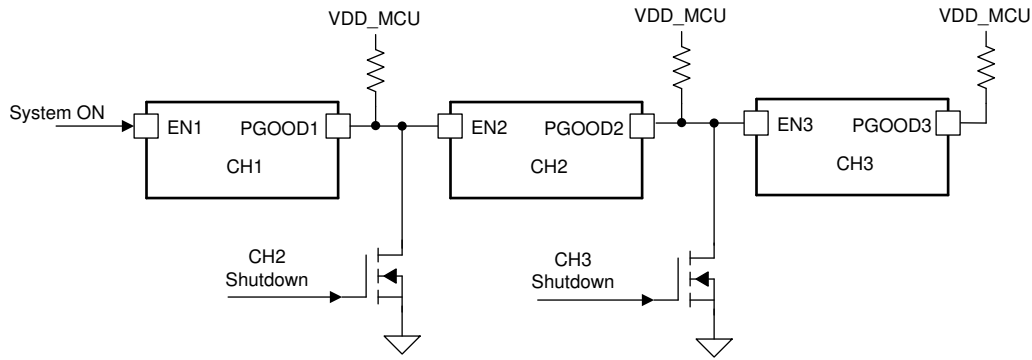 VDD_MCU
VDD_MCU
VDD_MCU
System ON
EN1
PGOOD1
CH1
EN2
PGOOD2
CH2
EN3
PGOOD3
CH3
CH2
Shutdown
CH3
Shutdown